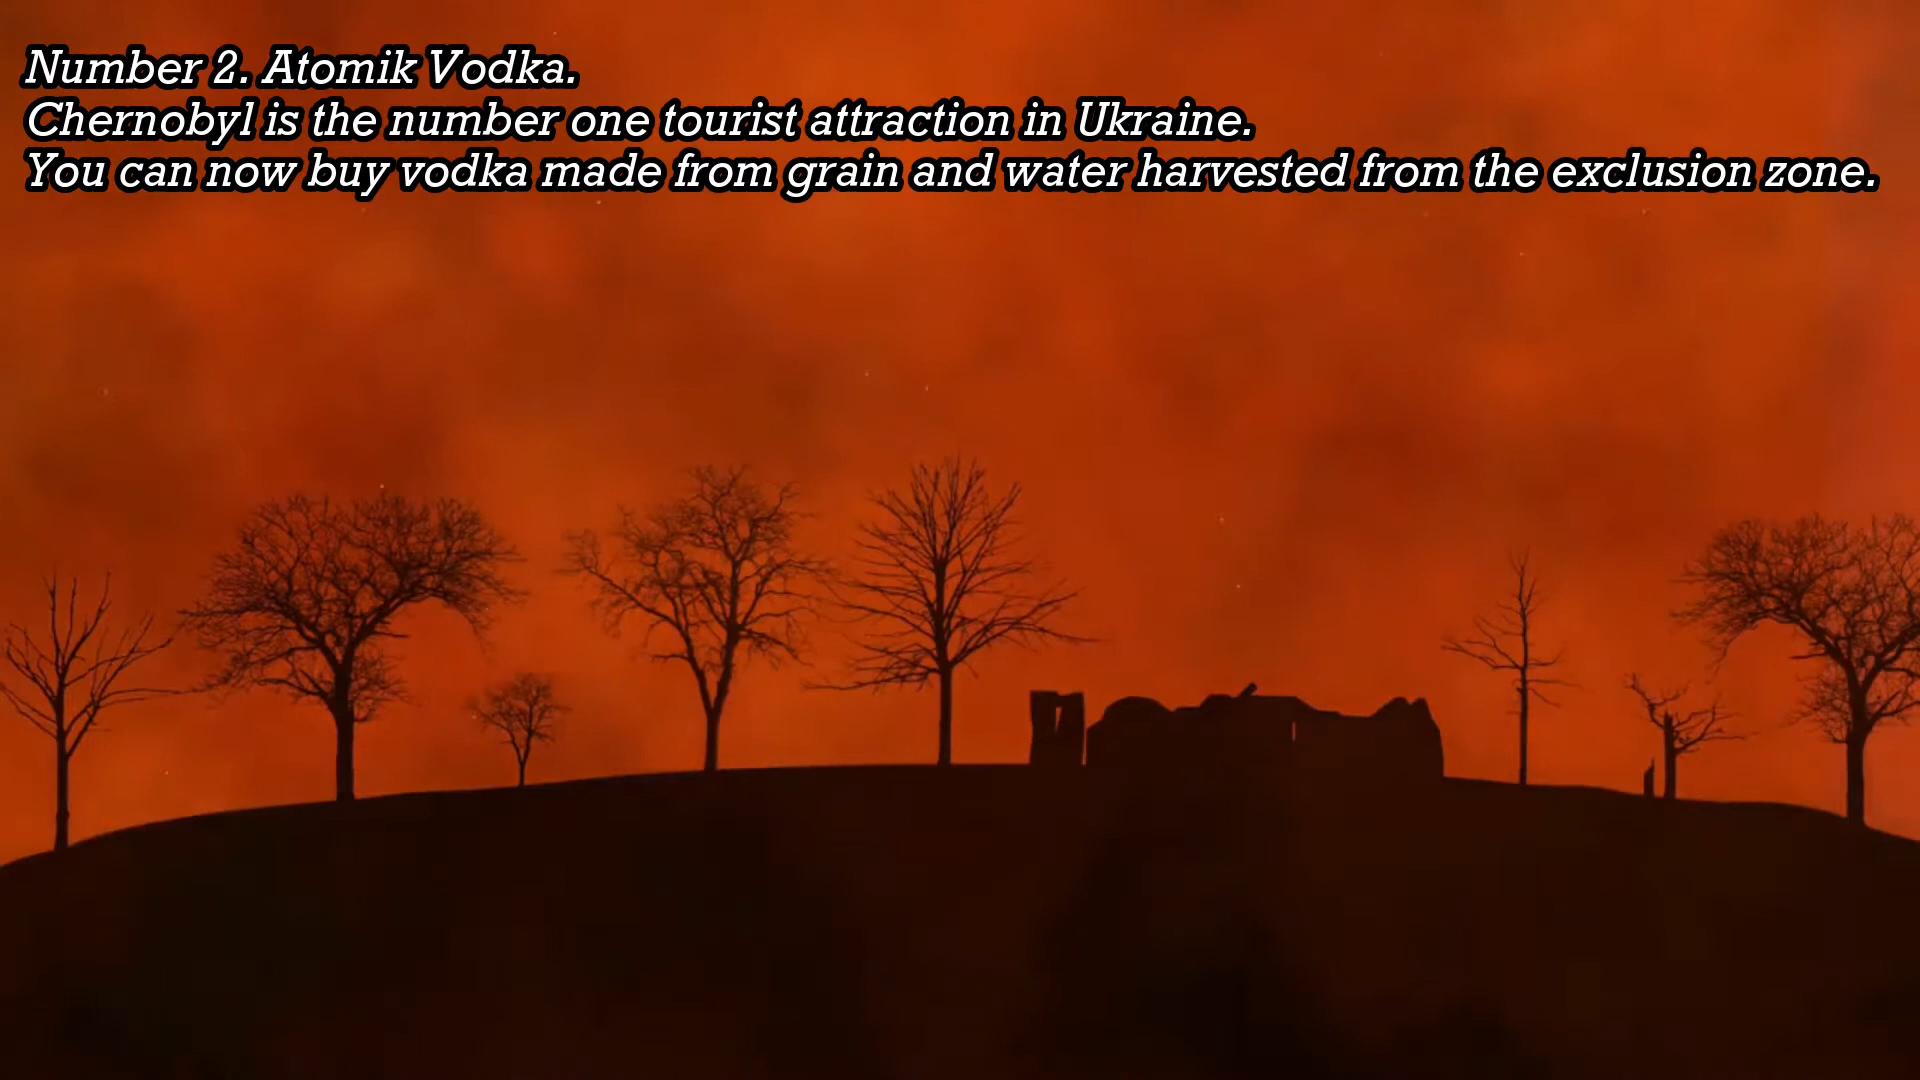 Number 2. Atomik Vodka.
Chernobyl is the number one tourist attraction in Ukraine.
You can now buy vodka made from grain and water harvested from the exclusion zone.